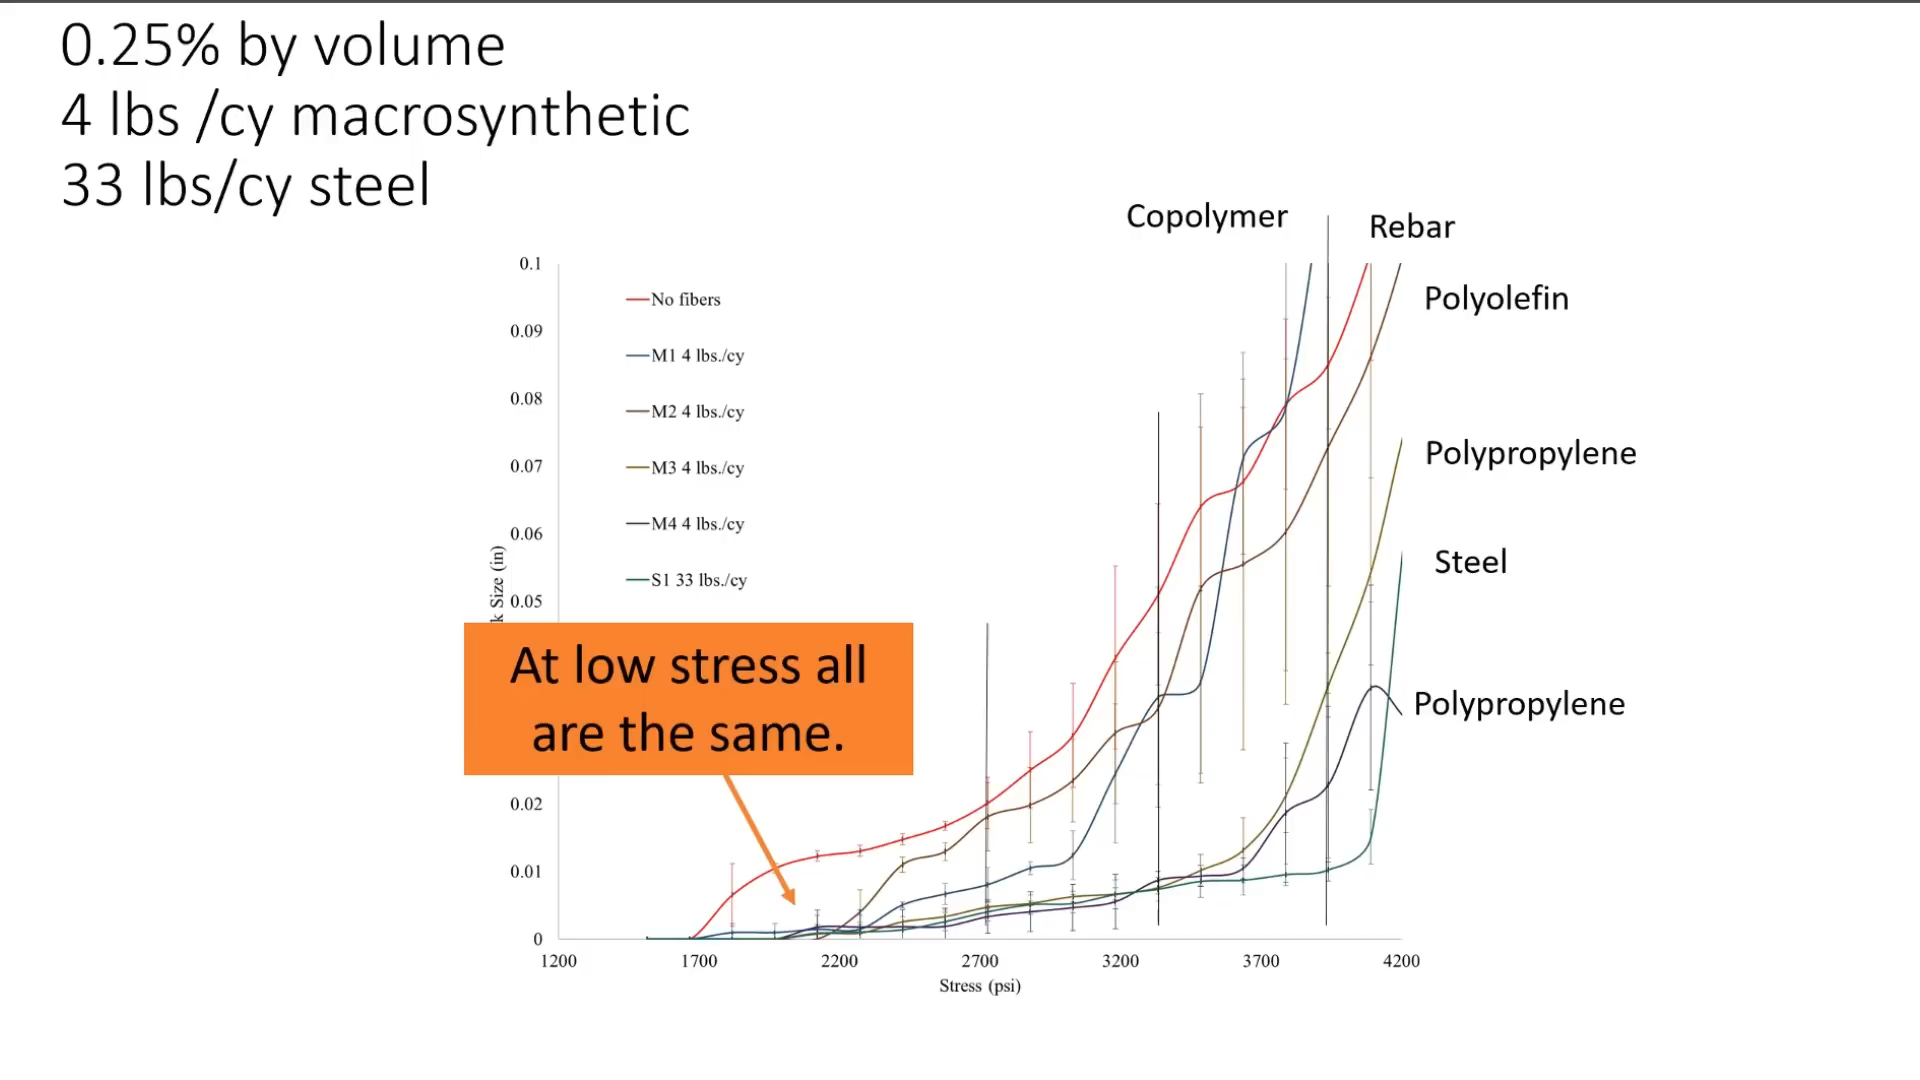 0.25% by volume
4 lbs /cy macrosynthetic
33 lbs/cy steel
Copolymer
Rebar
Polyolefin
Polypropylene
Steel
Polypropylene
0.1
0.09
0.08
0.07
0.06
0.05
0.02
0.01
0
k Size (in)
No fibers
M1 4 lbs./cy
M2 4 lbs./cy
M3 4 lbs./cy
M4 4 lbs./cy
S1 33 lbs./cy
At low stress all
are the same.
1200 1700 2200 2700 3200 3700 4200
Stress (psi)